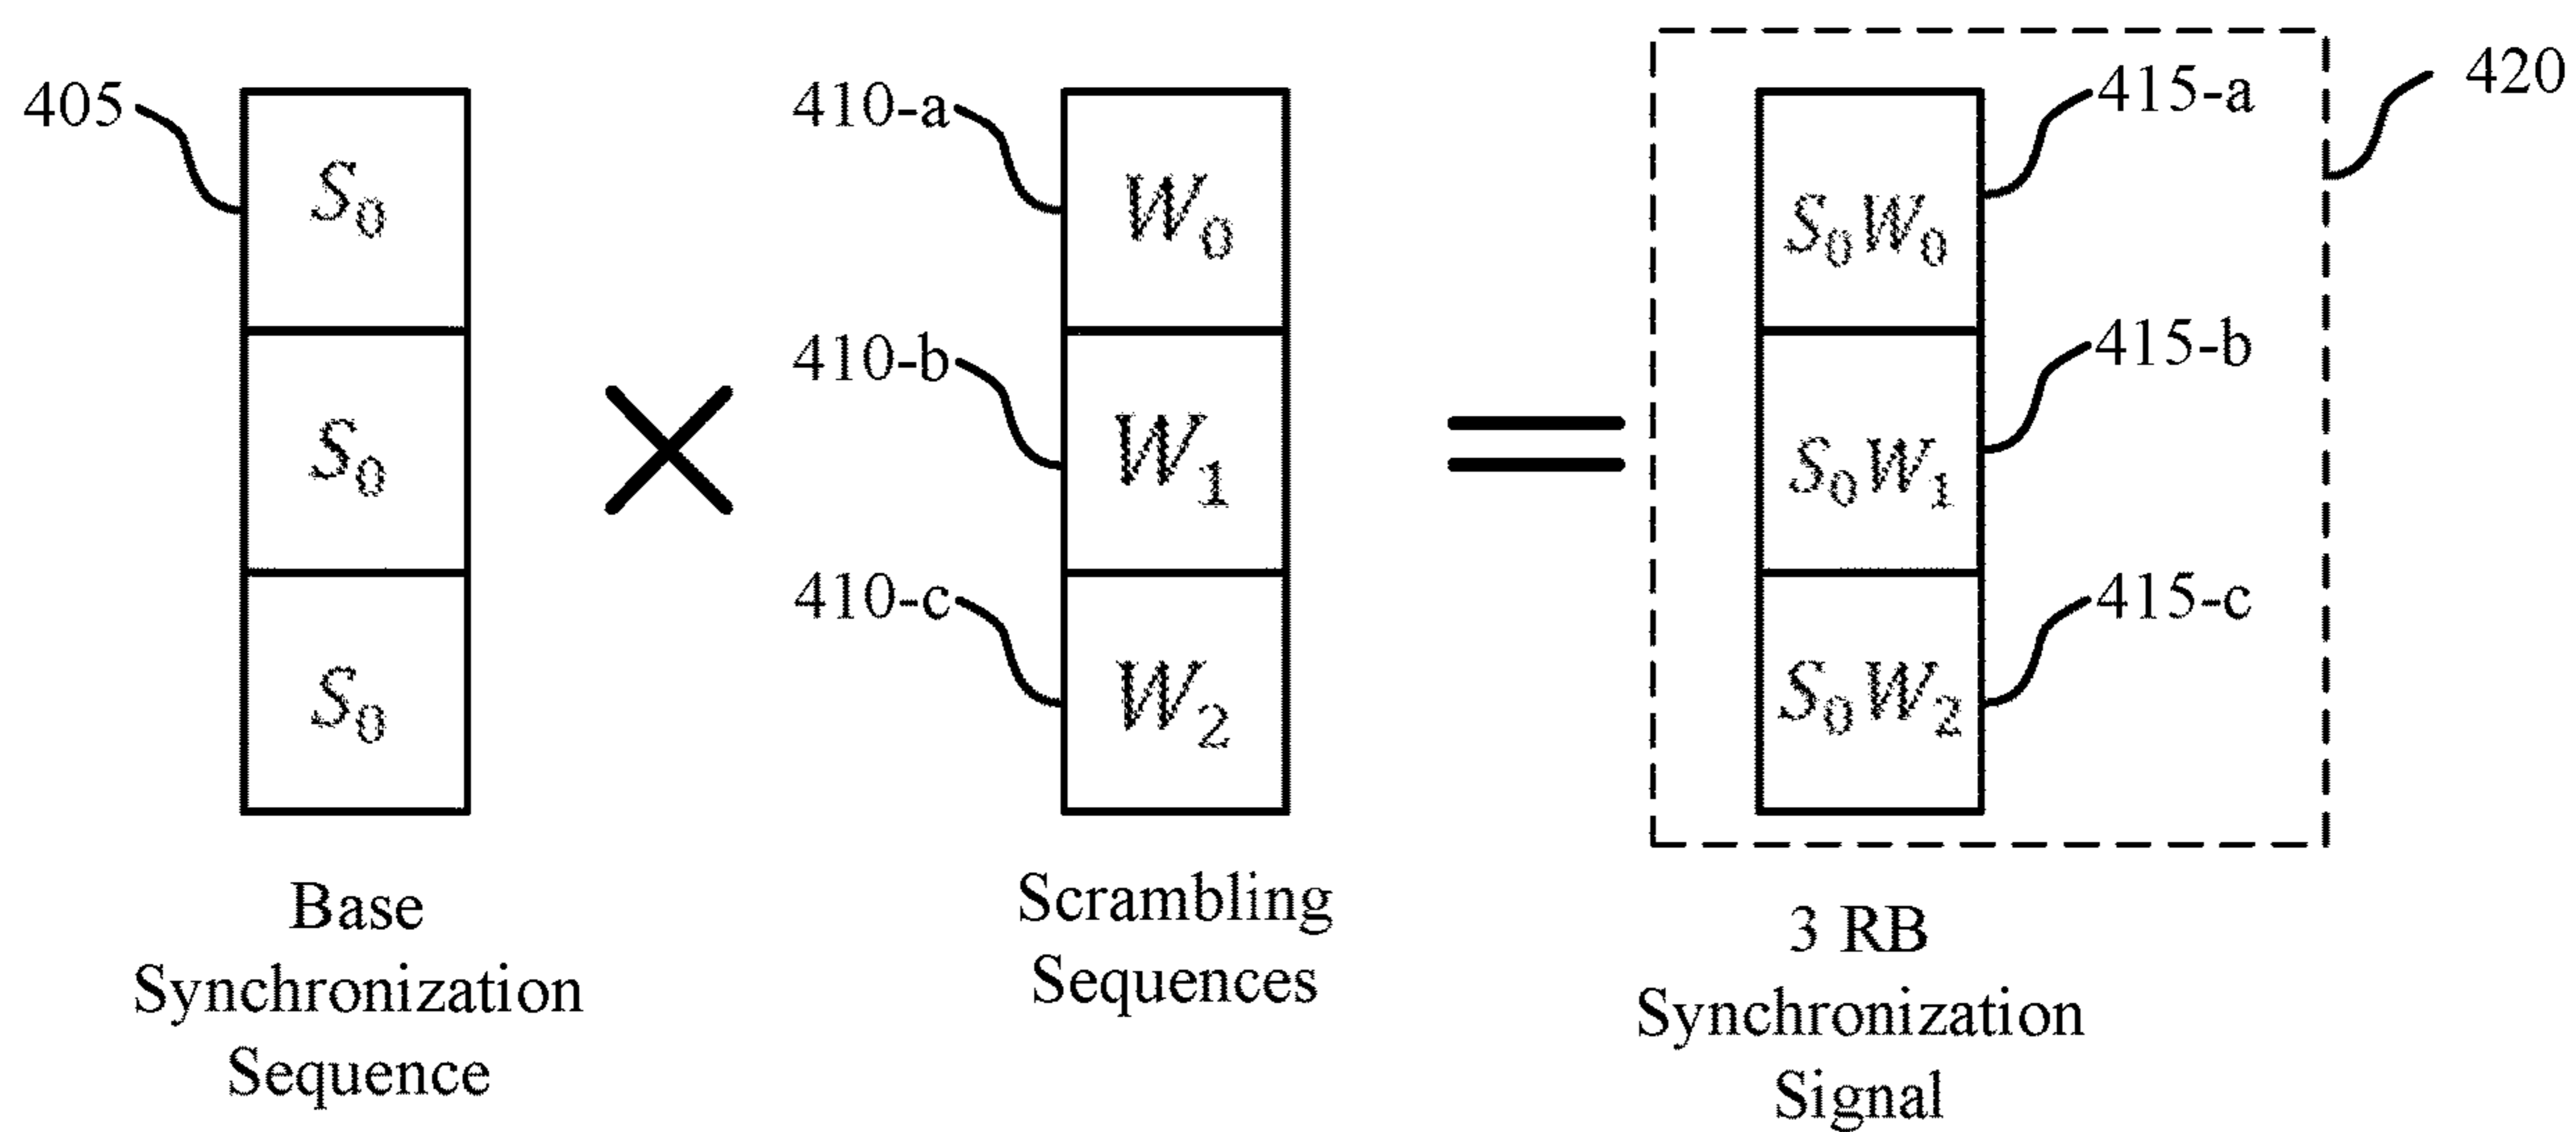 405
S₀
S₀
S₀
Base
Synchronization
Sequence
×
410-a
410-b
410-c
W₀
W₁
W₂
Scrambling
Sequences
=
S₀W₀
S₀W₁
S₀W₂
415-a
415-b
415-c
420
3 RB
Synchronization
Signal